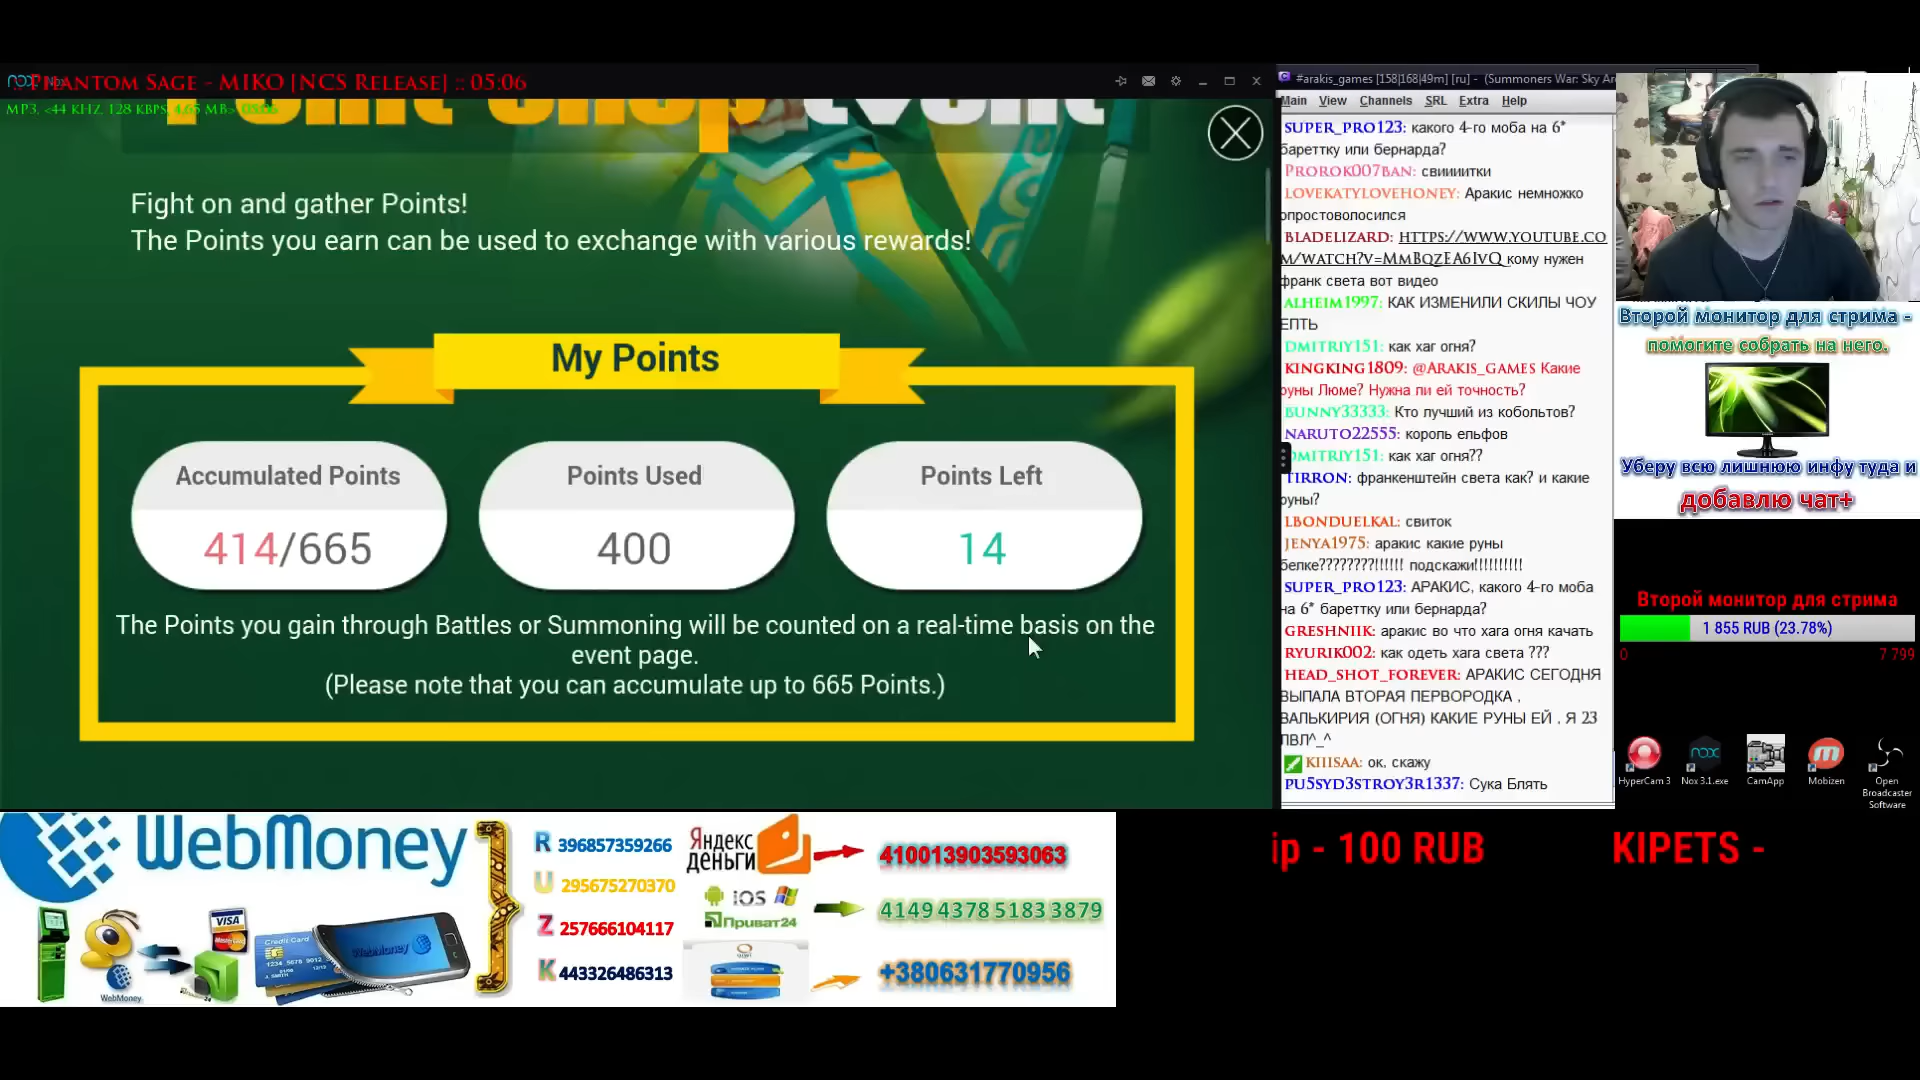 Phantom Sage - MIKO [NCS Release] :: 05:06
MP3, <44 KHZ, 128 KBPS, 4.65 MB> 05:06
Point Shop Event
Fight on and gather Points!
The Points you earn can be used to exchange with various rewards!
My Points
Accumulated Points
414/665
Points Used
400
Points Left
14
The Points you gain through Battles or Summoning will be counted on a real-time basis on the
event page.
(Please note that you can accumulate up to 665 Points.)
#arakis_games [158|168|49m] [ru] - (Summoners War: Sky Are
Main View Channels SRL Extra Help
SUPER_PRO123: какого 4-го моба на 6*
бареттку или бернарда?
PROROK007BAN: свииииитки
LOVEKATYLOVEHONEY: Аракис немножко
опростоволосился
BLADELIZARD: HTTPS://WWW.YOUTUBE.CO
M/WATCH?V=MMBQZEA6IVQ кому нужен
франк света вот видео
ALHEIM1997: КАК ИЗМЕНИЛИ СКИЛЫ ЧОУ
ЕПТЬ
DMITRIY151: как хаг огня?
KINGKING1809: @ARAKIS_GAMES Какие
руны Люме? Нужна ли ей точность?
BUNNY33333: Кто лучший из кобольтов?
NARUTO22555: король ельфов
DMITRIY151: как хаг огня??
TIRRON: франкенштейн света как? и какие
руны?
LBONDUELKAL: свиток
JENYA1975: аракис какие руны
белке????????!!!!!! подскажи!!!!!!!!!!
SUPER_PRO123: АРАКИС, какого 4-го моба
на 6* бареттку или бернарда?
GRESHNIIK: аракис во что хага огня качать
RYURIK002: как одеть хага света ???
HEAD_SHOT_FOREVER: АРАКИС СЕГОДНЯ
ВЫПАЛА ВТОРАЯ ПЕРВОРОДКА ,
ВАЛЬКИРИЯ (ОГНЯ) КАКИЕ РУНЫ ЕЙ , Я 23
ЛВЛ^_^
KIIISAA: ок. скажу
PU5SYD3STROY3R1337: Сука Блять
Второй монитор для стрима -
помогите собрать на него.
Уберу всю лишнюю инфу туда и
добавлю чат+
Второй монитор для стрима
1 855 RUB (23.78%)
0 7 799
HyperCam 3
Nox 3.1.exe
CamApp
Mobizen
Open
Broadcaster
Software
WebMoney
R 396857359266
U 295675270370
Z 257666104117
K 443326486313
Яндекс
деньги
410013903593063
iOS
Приват24
4149 4378 5183 3879
+380631770956
VISA
WebMoney
ip - 100 RUB KIPETS -